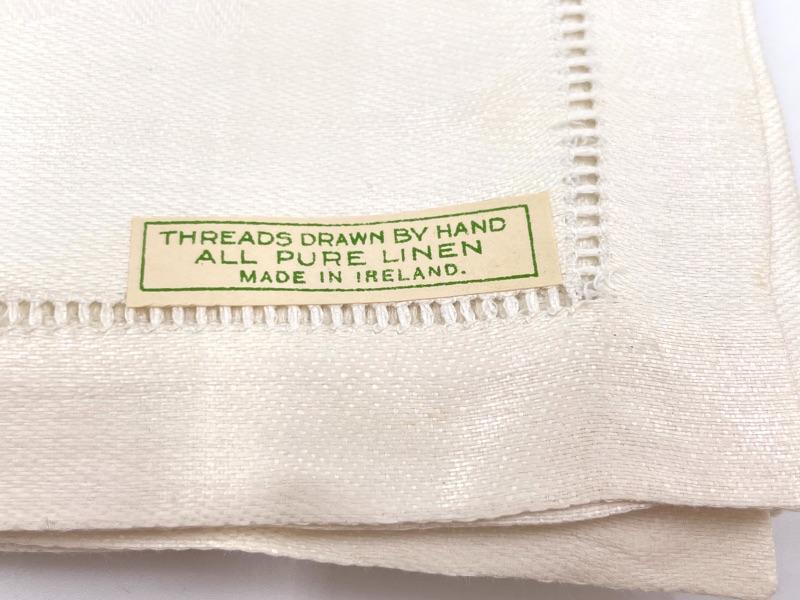 THREADS DRAWN BY HAND
ALL PURE LINEN
MADE IN IRELAND.